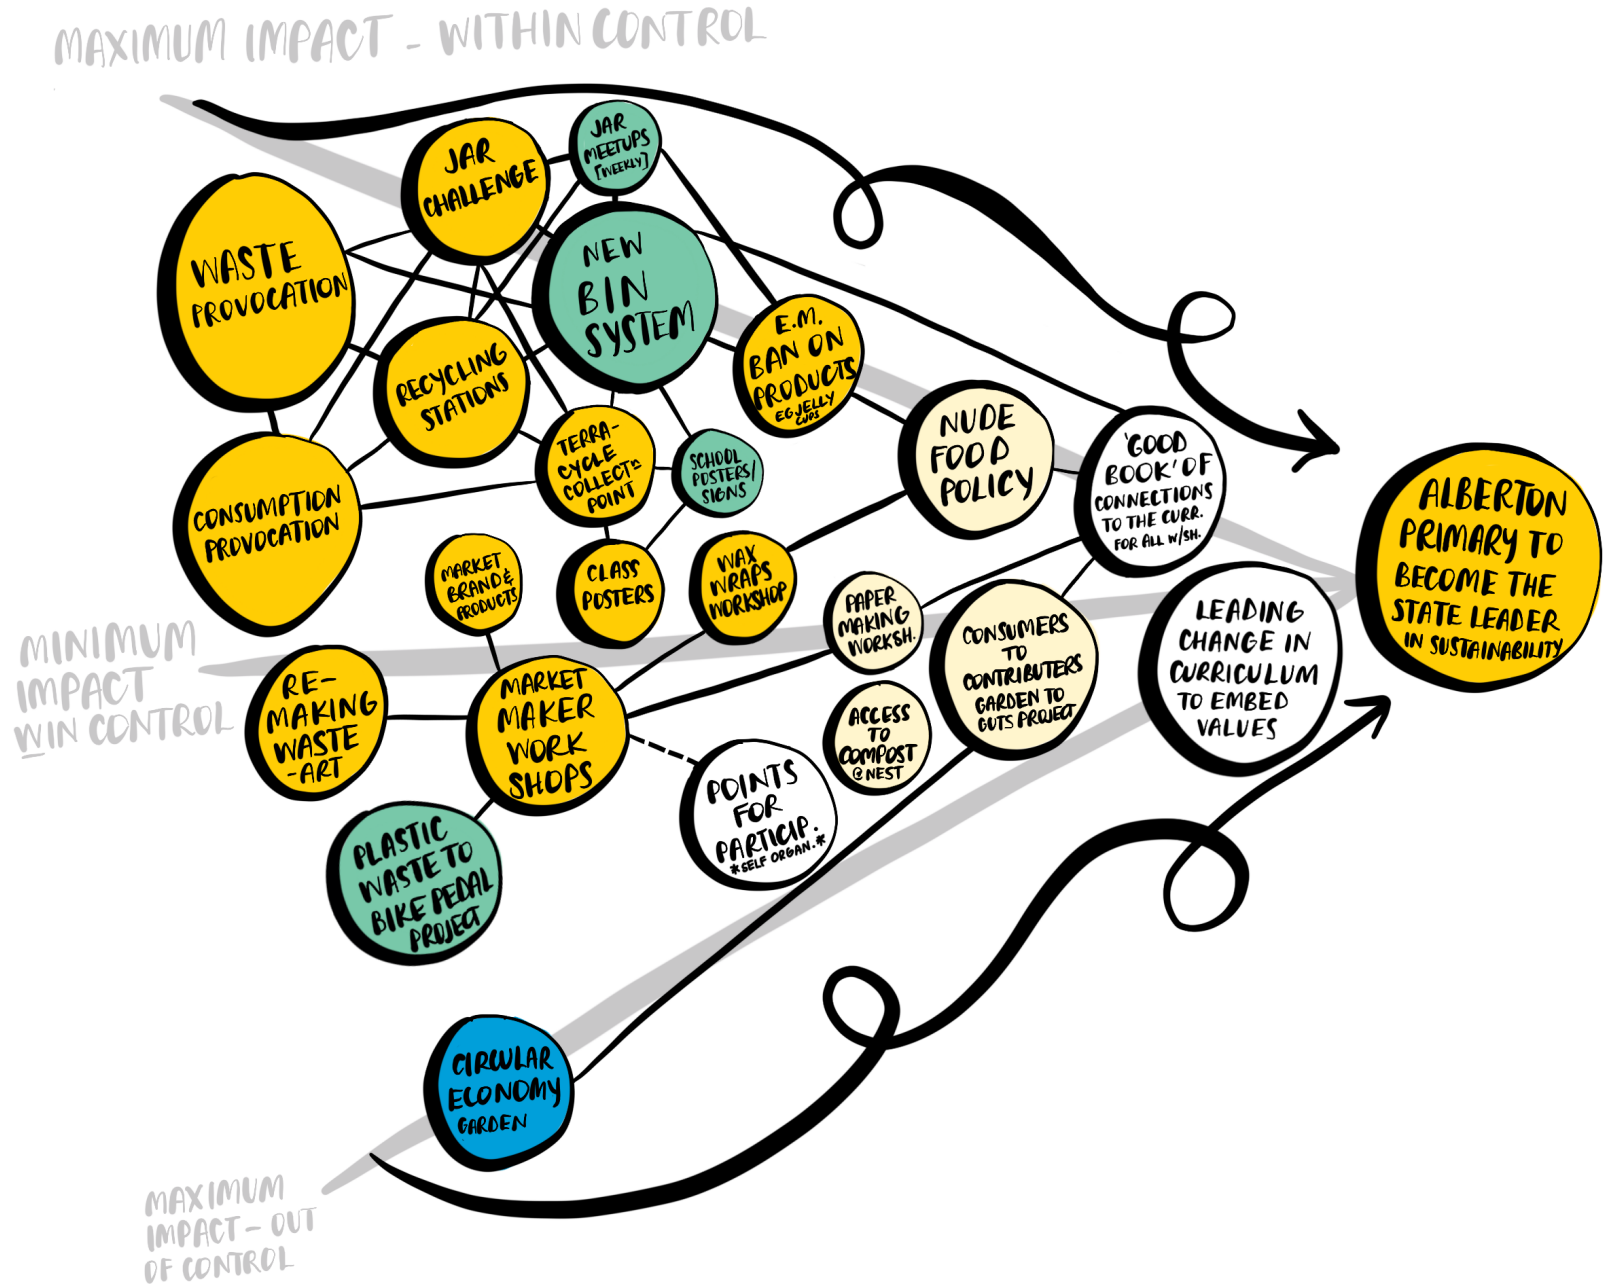 MAXIMUM IMPACT - WITHIN CONTROL
JAR
CHALLENGE
JAR
MEETUPS
[WEEKLY]
WASTE
PROVOCATION
NEW
BIN
SYSTEM
RECYCLING
STATIONS
E.M.
BAN ON
PRODUCTS
EG JELLY
CUPS
CONSUMPTION
PROVOCATION
TERRA-
CYCLE
COLLECTN
POINT
SCHOOL
POSTERS/
SIGNS
NUDE
FOOD
POLICY
'GOOD
BOOK' OF
CONNECTIONS
TO THE CURR.
FOR ALL W/SH.
ALBERTON
PRIMARY TO
BECOME THE
STATE LEADER
IN SUSTAINABILITY
MARKET
BRAND &
PRODUCTS
CLASS
POSTERS
WAX
WRAPS
WORKSHOP
PAPER
MAKING
WORKSH.
CONSUMERS
TO
CONTRIBUTERS
GARDEN TO
GUTS PROJECT
LEADING
CHANGE IN
CURRICULUM
TO EMBED
VALUES
MINIMUM
IMPACT
WIN CONTROL
RE-
MAKING
WASTE
-ART
MARKET
MAKER
WORK
SHOPS
ACCESS
TO
COMPOST
@ NEST
POINTS
FOR
PARTICIP.
*SELF ORGAN.*
PLASTIC
WASTE TO
BIKE PEDAL
PROJECT
CIRCULAR
ECONOMY
GARDEN
MAXIMUM
IMPACT - OUT
OF CONTROL